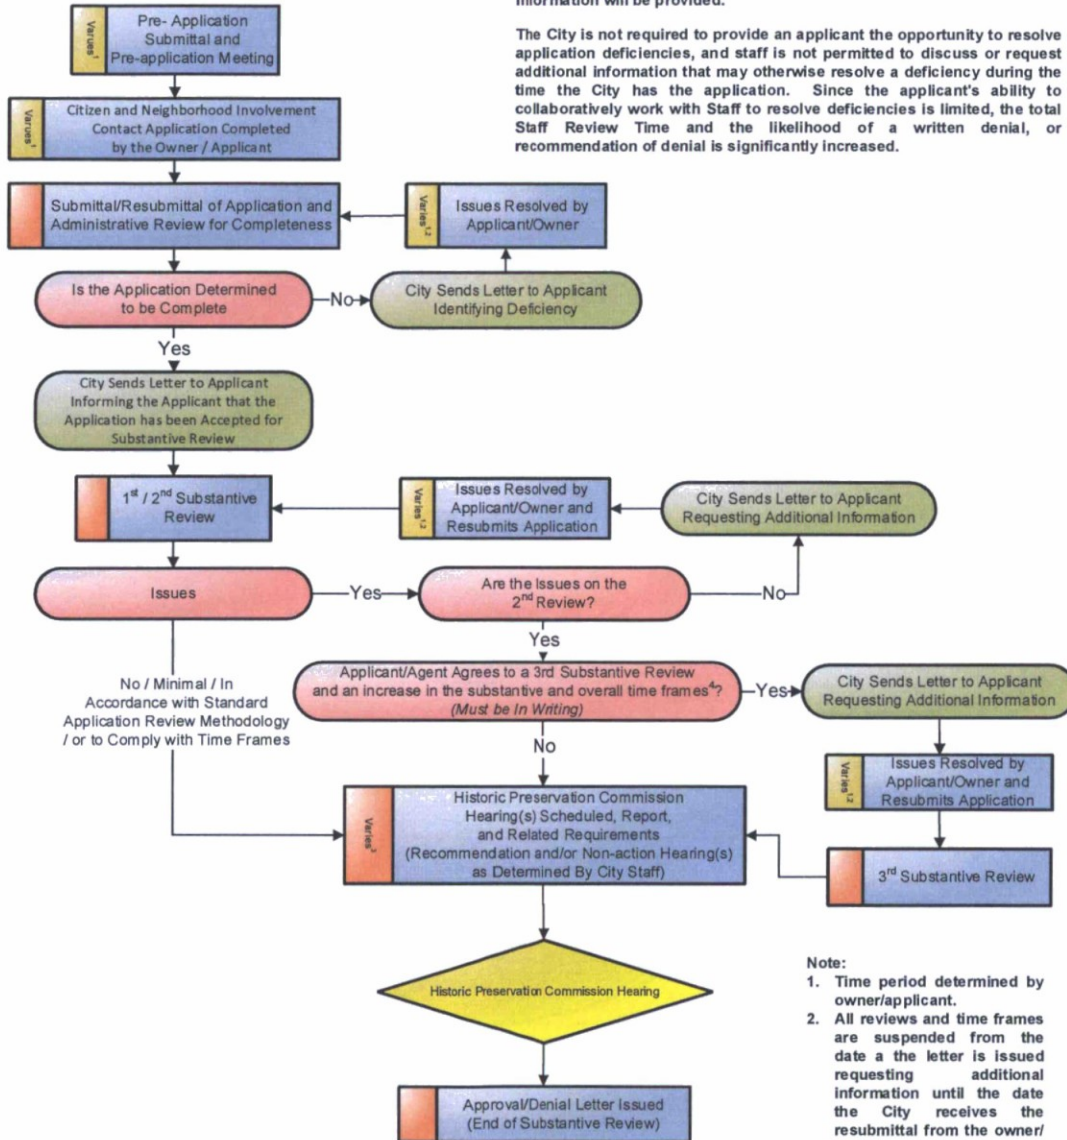 information will be provided.
The City is not required to provide an applicant the opportunity to resolve
application deficiencies, and staff is not permitted to discuss or request
additional information that may otherwise resolve a deficiency during the
time the City has the application. Since the applicant's ability to
collaboratively work with Staff to resolve deficiencies is limited, the total
Staff Review Time and the likelihood of a written denial, or
recommendation of denial is significantly increased.
Varues¹
Pre- Application
Submittal and
Pre-application Meeting
Varues¹
Citizen and Neighborhood Involvement
Contact Application Completed
by the Owner / Applicant
Submittal/Resubmittal of Application and
Administrative Review for Completeness
Varies¹,²
Issues Resolved by
Applicant/Owner
Is the Application Determined
to be Complete
No
City Sends Letter to Applicant
Identifying Deficiency
Yes
City Sends Letter to Applicant
Informing the Applicant that the
Application has been Accepted for
Substantive Review
1st / 2nd Substantive
Review
Varies¹,²
Issues Resolved by
Applicant/Owner and
Resubmits Application
City Sends Letter to Applicant
Requesting Additional Information
Issues
Yes
Are the Issues on the
2nd Review?
No
Yes
No / Minimal / In
Accordance with Standard
Application Review Methodology
/ or to Comply with Time Frames
Applicant/Agent Agrees to a 3rd Substantive Review
and an increase in the substantive and overall time frames⁴?
(Must be In Writing)
Yes
City Sends Letter to Applicant
Requesting Additional Information
No
Varies¹,²
Issues Resolved by
Applicant/Owner and
Resubmits Application
Varies³
Historic Preservation Commission
Hearing(s) Scheduled, Report,
and Related Requirements
(Recommendation and/or Non-action Hearing(s)
as Determined By City Staff)
3rd Substantive Review
Historic Preservation Commission Hearing
Approval/Denial Letter Issued
(End of Substantive Review)
Note:
1. Time period determined by
owner/applicant.
2. All reviews and time frames
are suspended from the
date a the letter is issued
requesting additional
information until the date
the City receives the
resubmittal from the owner/